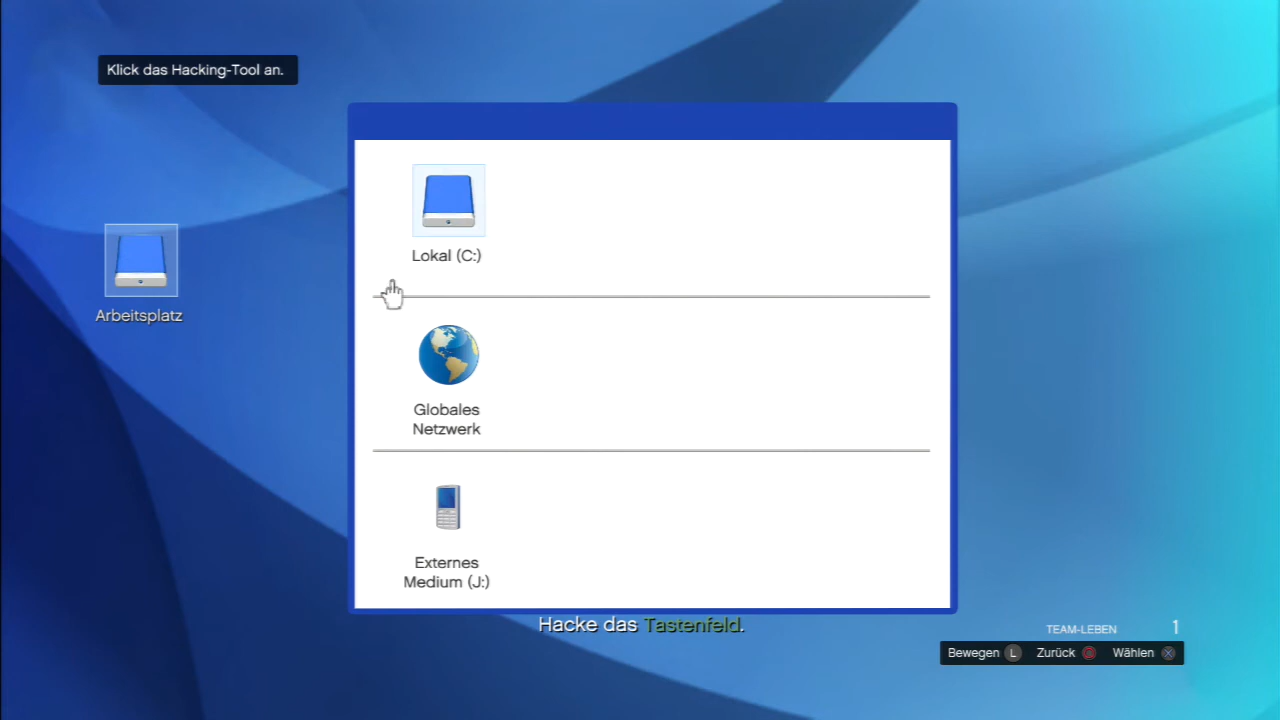 Klick das Hacking-Tool an.
Lokal (C:)
Arbeitsplatz
Globales
Netzwerk
Externes
Medium (J:)
Hacke das Tastenfeld.
TEAM-LEBEN 1
Bewegen L Zurück Wählen